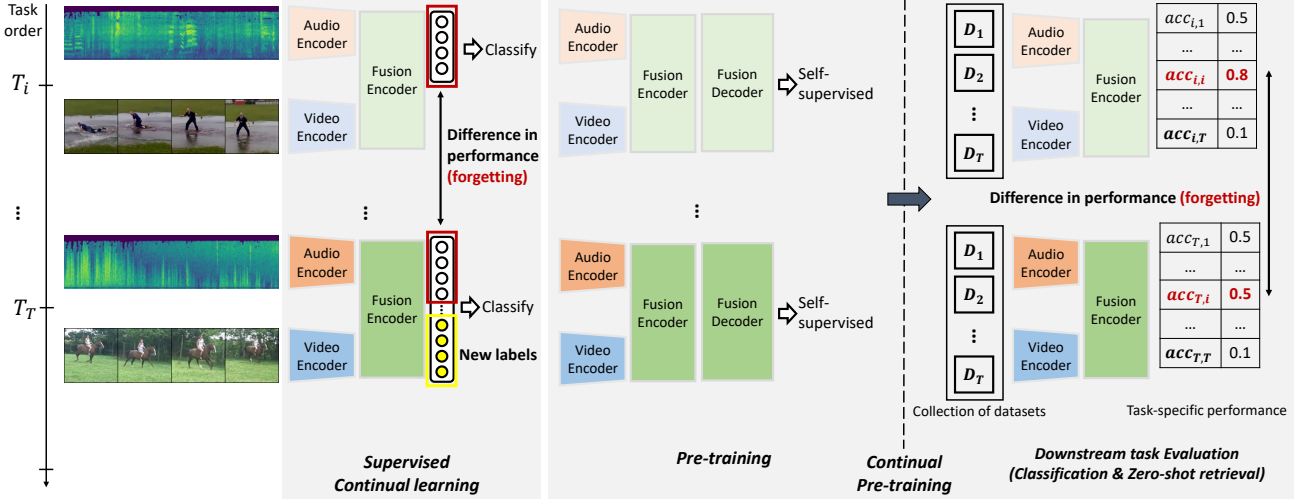 Task
order
T_i
⋮
T_T
Audio
Encoder
Video
Encoder
Fusion
Encoder
Classify
Difference in
performance
(forgetting)
⋮
Audio
Encoder
Video
Encoder
Fusion
Encoder
Classify
New labels
Supervised
Continual learning
Audio
Encoder
Video
Encoder
Fusion
Encoder
Fusion
Decoder
Self-
supervised
⋮
Audio
Encoder
Video
Encoder
Fusion
Encoder
Fusion
Decoder
Self-
supervised
Pre-training
Continual
Pre-training
D_1
D_2
⋮
D_T
Audio
Encoder
Video
Encoder
Fusion
Encoder
acc_{i,1} 0.5
... ...
acc_{i,i} 0.8
... ...
acc_{i,T} 0.1
Difference in performance (forgetting)
D_1
D_2
⋮
D_T
Audio
Encoder
Video
Encoder
Fusion
Encoder
acc_{T,1} 0.5
... ...
acc_{T,i} 0.5
... ...
acc_{T,T} 0.1
Collection of datasets
Task-specific performance
Downstream task Evaluation
(Classification & Zero-shot retrieval)